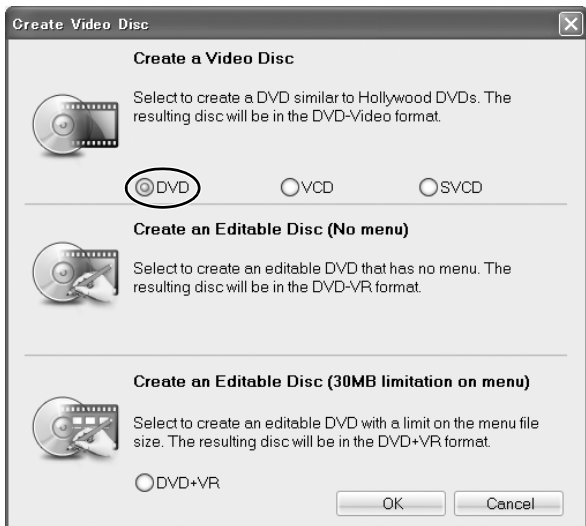 Create Video Disc
Create a Video Disc
Select to create a DVD similar to Hollywood DVDs. The
resulting disc will be in the DVD-Video format.
DVD VCD SVCD
Create an Editable Disc (No menu)
Select to create an editable DVD that has no menu. The
resulting disc will be in the DVD-VR format.
Create an Editable Disc (30MB limitation on menu)
Select to create an editable DVD with a limit on the menu file
size. The resulting disc will be in the DVD+VR format.
DVD+VR
OK Cancel